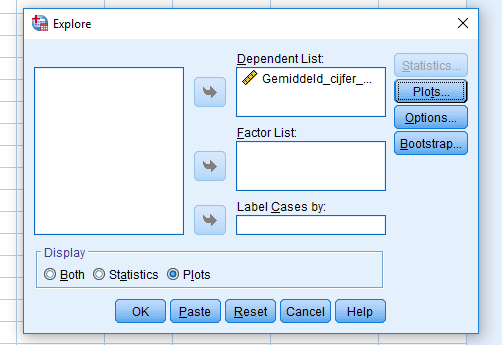 Explore
Dependent List:
Statistics...
Gemiddeld_cijfer_...
Plots...
Options...
Factor List:
Bootstrap...
Label Cases by:
Display
Both Statistics Plots
OK Paste Reset Cancel Help